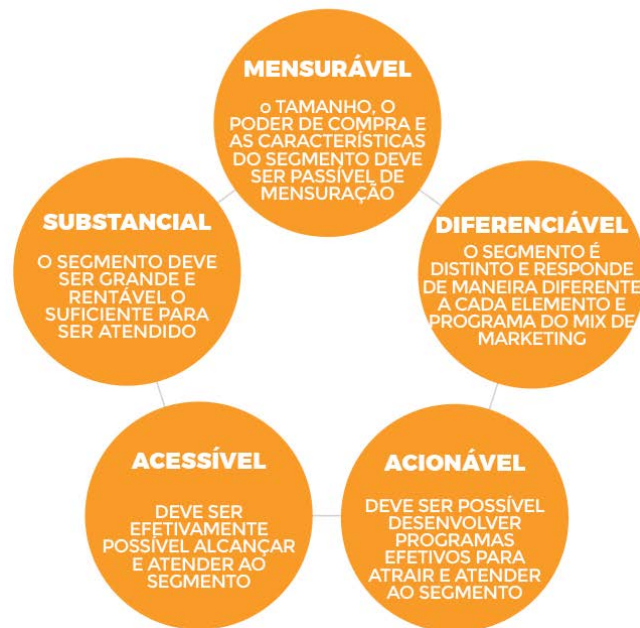 MENSURÁVEL
o TAMANHO, O
PODER DE COMPRA E
AS CARACTERÍSTICAS
DO SEGMENTO DEVE
SER PASSÍVEL DE
MENSURAÇÃO
DIFERENCIÁVEL
O SEGMENTO É
DISTINTO E RESPONDE
DE MANEIRA DIFERENTE
A CADA ELEMENTO E
PROGRAMA DO MIX DE
MARKETING
ACIONÁVEL
DEVE SER POSSÍVEL
DESENVOLVER
PROGRAMAS
EFETIVOS PARA
ATRAIR E ATENDER
AO SEGMENTO
ACESSÍVEL
DEVE SER
EFETIVAMENTE
POSSÍVEL ALCANÇAR
E ATENDER AO
SEGMENTO
SUBSTANCIAL
O SEGMENTO DEVE
SER GRANDE E
RENTÁVEL O
SUFICIENTE PARA
SER ATENDIDO